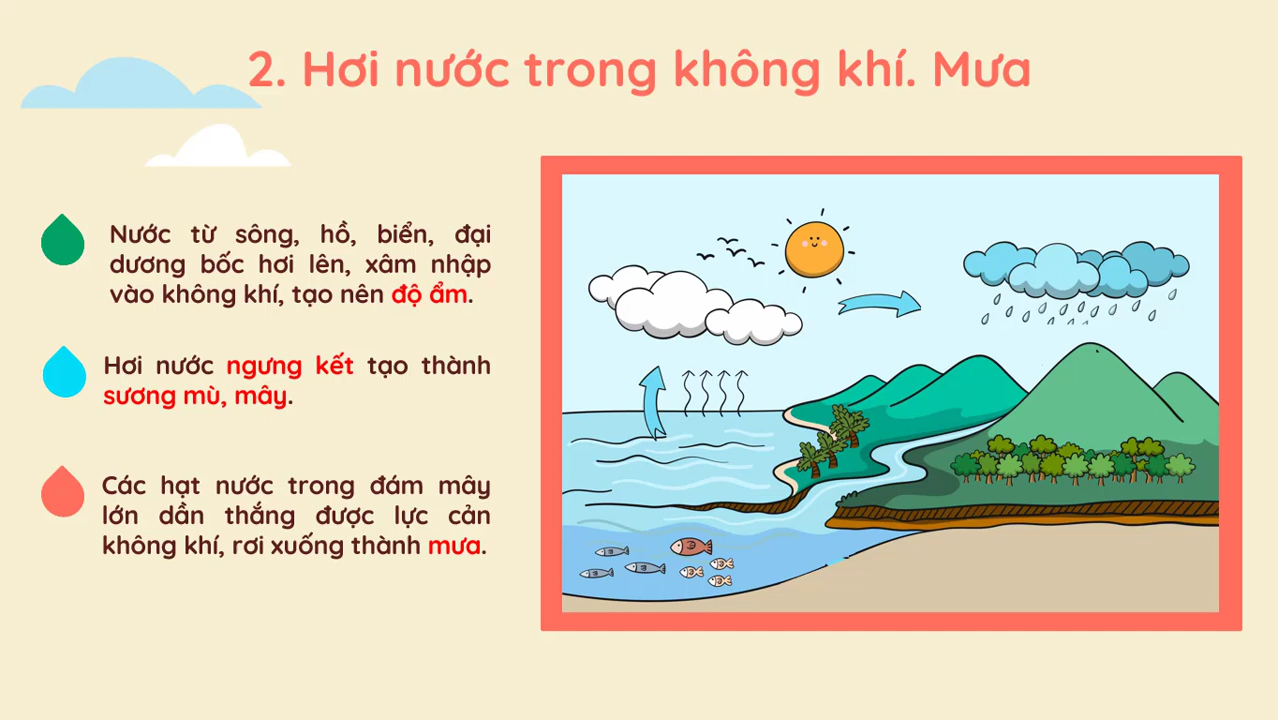 2. Hơi nước trong không khí. Mưa
Nước từ sông, hồ, biển, đại
dương bốc hơi lên, xâm nhập
vào không khí, tạo nên độ ẩm.
Hơi nước ngưng kết tạo thành
sương mù, mây.
Các hạt nước trong đám mây
lớn dần thắng được lực cản
không khí, rơi xuống thành mưa.